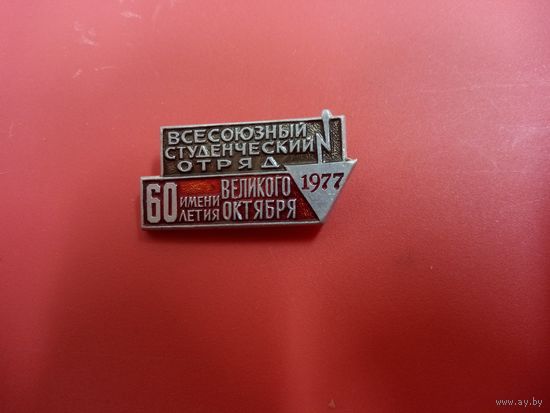 ВСЕСОЮЗНЫЙ
СТУДЕНЧЕСКИЙ
ОТРЯД
60 ИМЕНИ ЛЕТИЯ
ВЕЛИКОГО
ОКТЯБРЯ
1977
www.ay.by